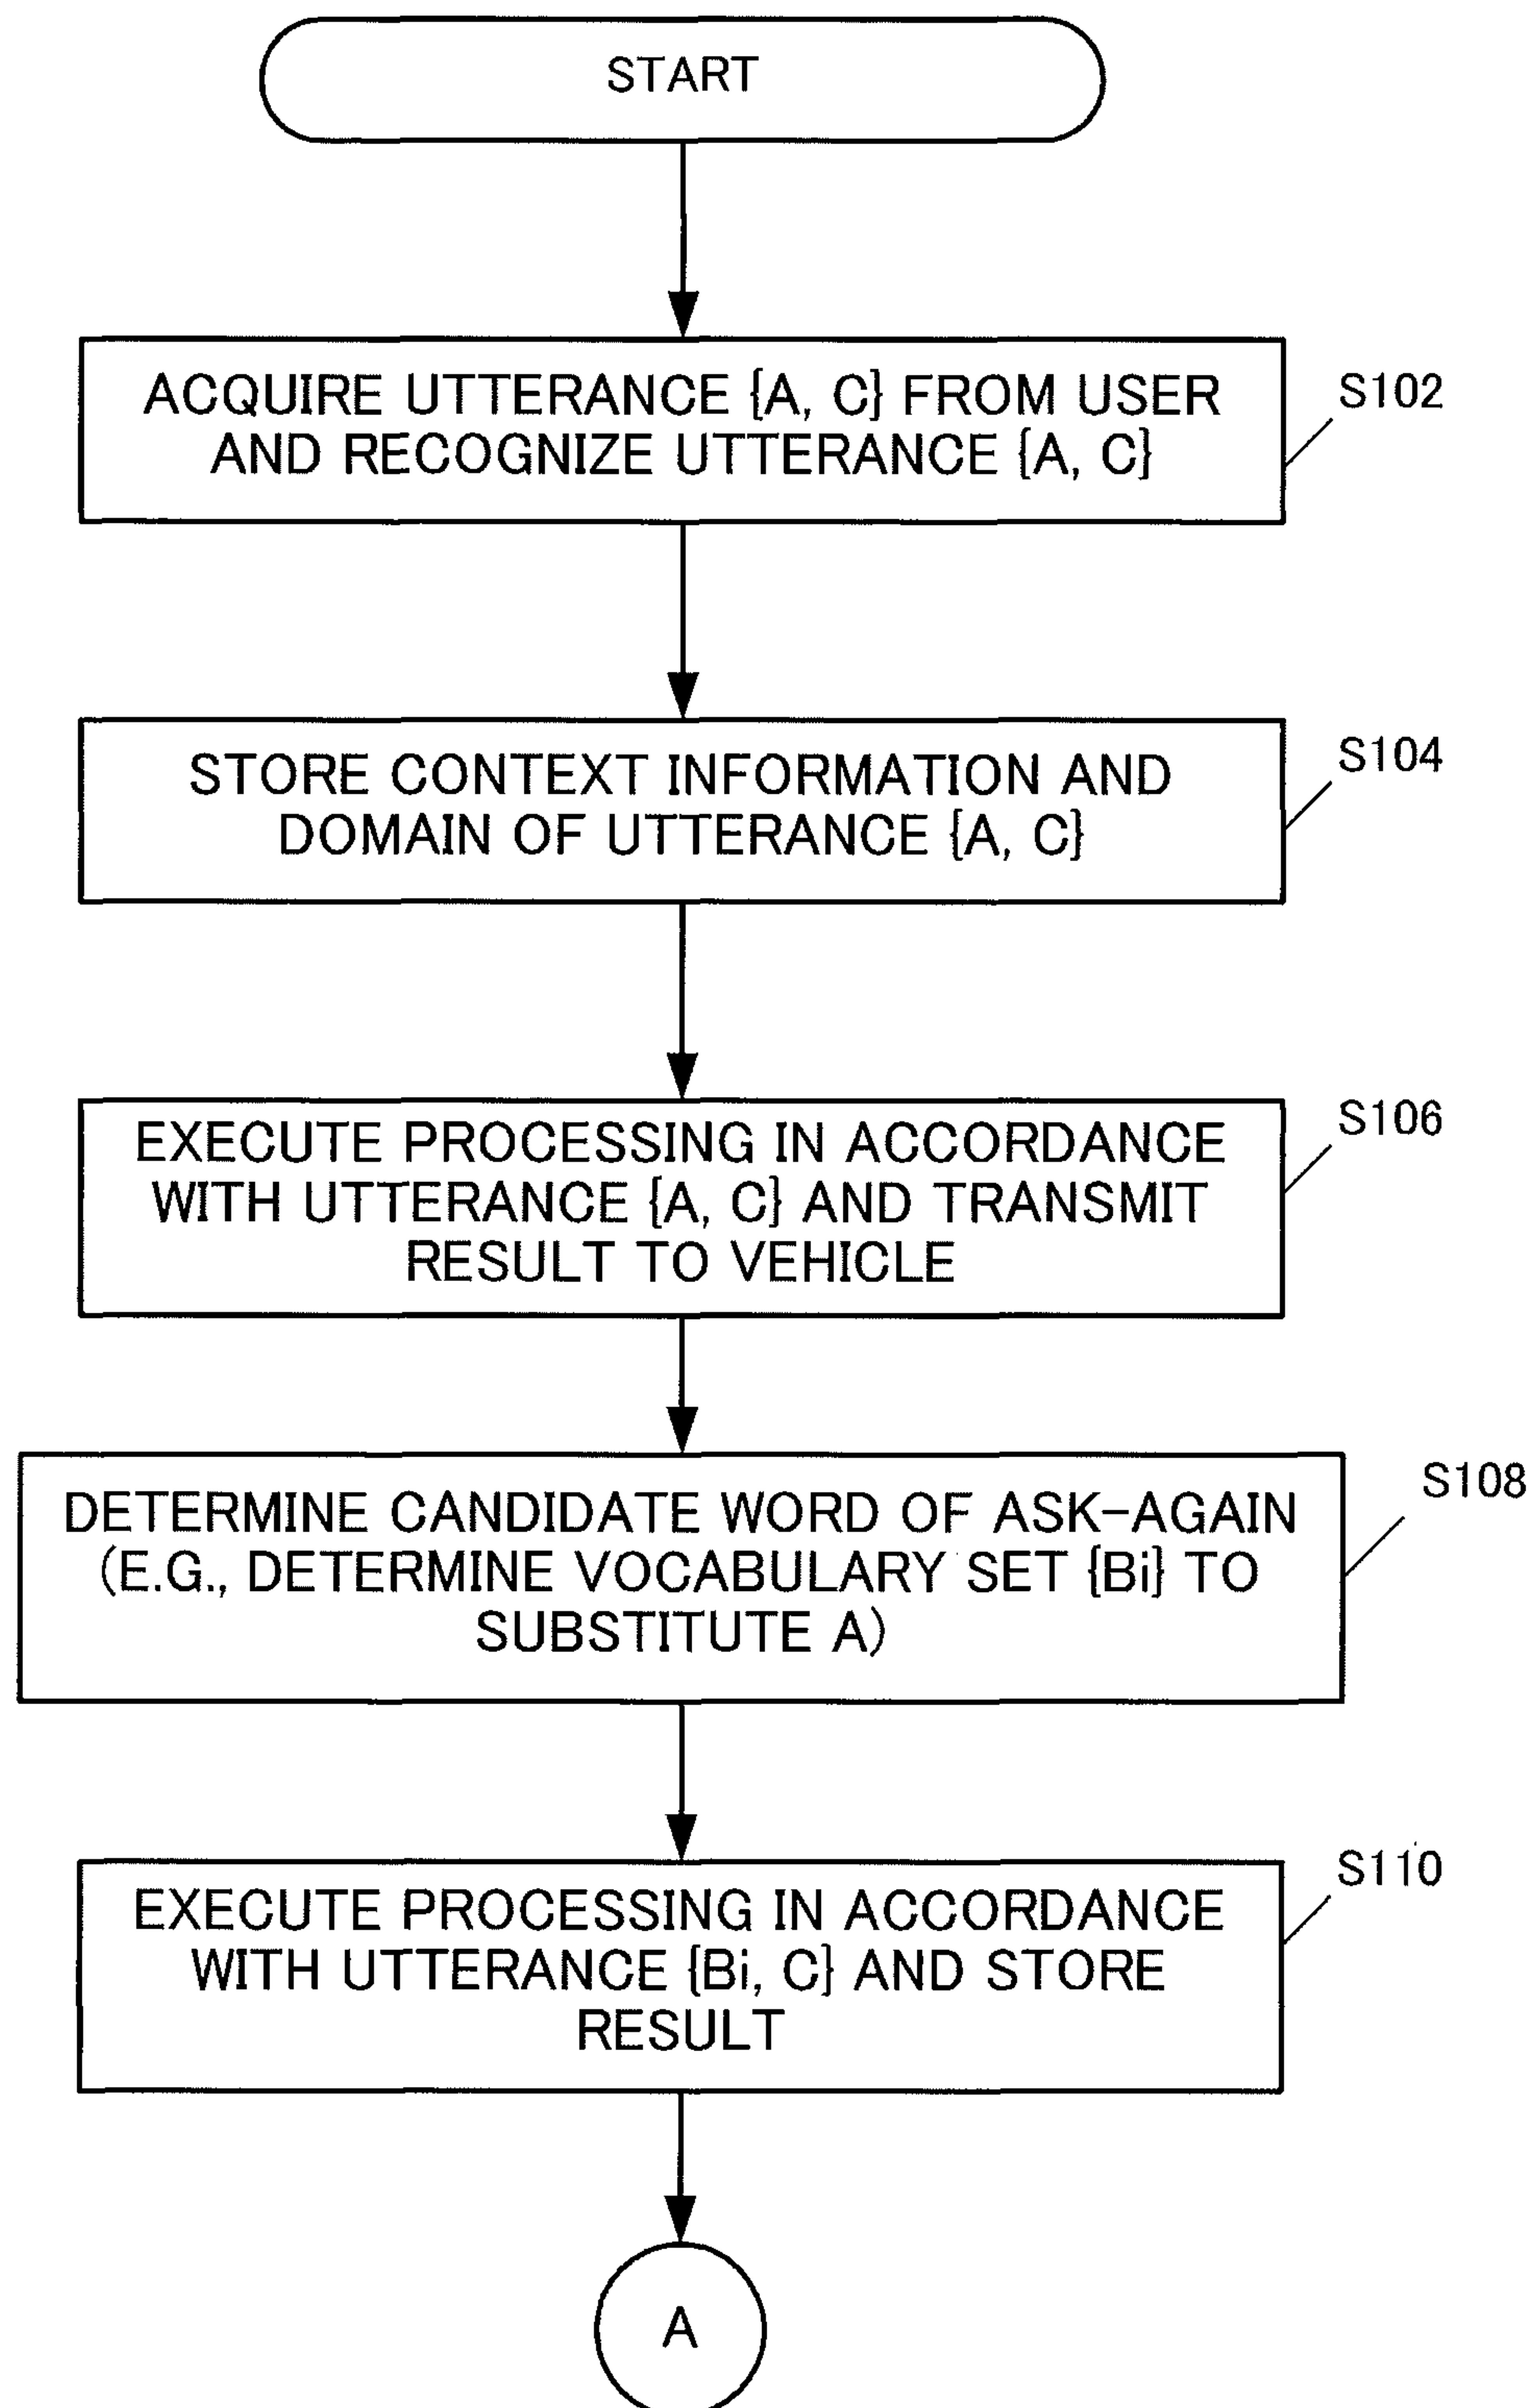 START
ACQUIRE UTTERANCE {A, C} FROM USER
AND RECOGNIZE UTTERANCE {A, C}
S102
STORE CONTEXT INFORMATION AND
DOMAIN OF UTTERANCE {A, C}
S104
EXECUTE PROCESSING IN ACCORDANCE
WITH UTTERANCE {A, C} AND TRANSMIT
RESULT TO VEHICLE
S106
DETERMINE CANDIDATE WORD OF ASK-AGAIN
(E.G., DETERMINE VOCABULARY SET {Bi} TO
SUBSTITUTE A)
S108
EXECUTE PROCESSING IN ACCORDANCE
WITH UTTERANCE {Bi, C} AND STORE
RESULT
S110
A